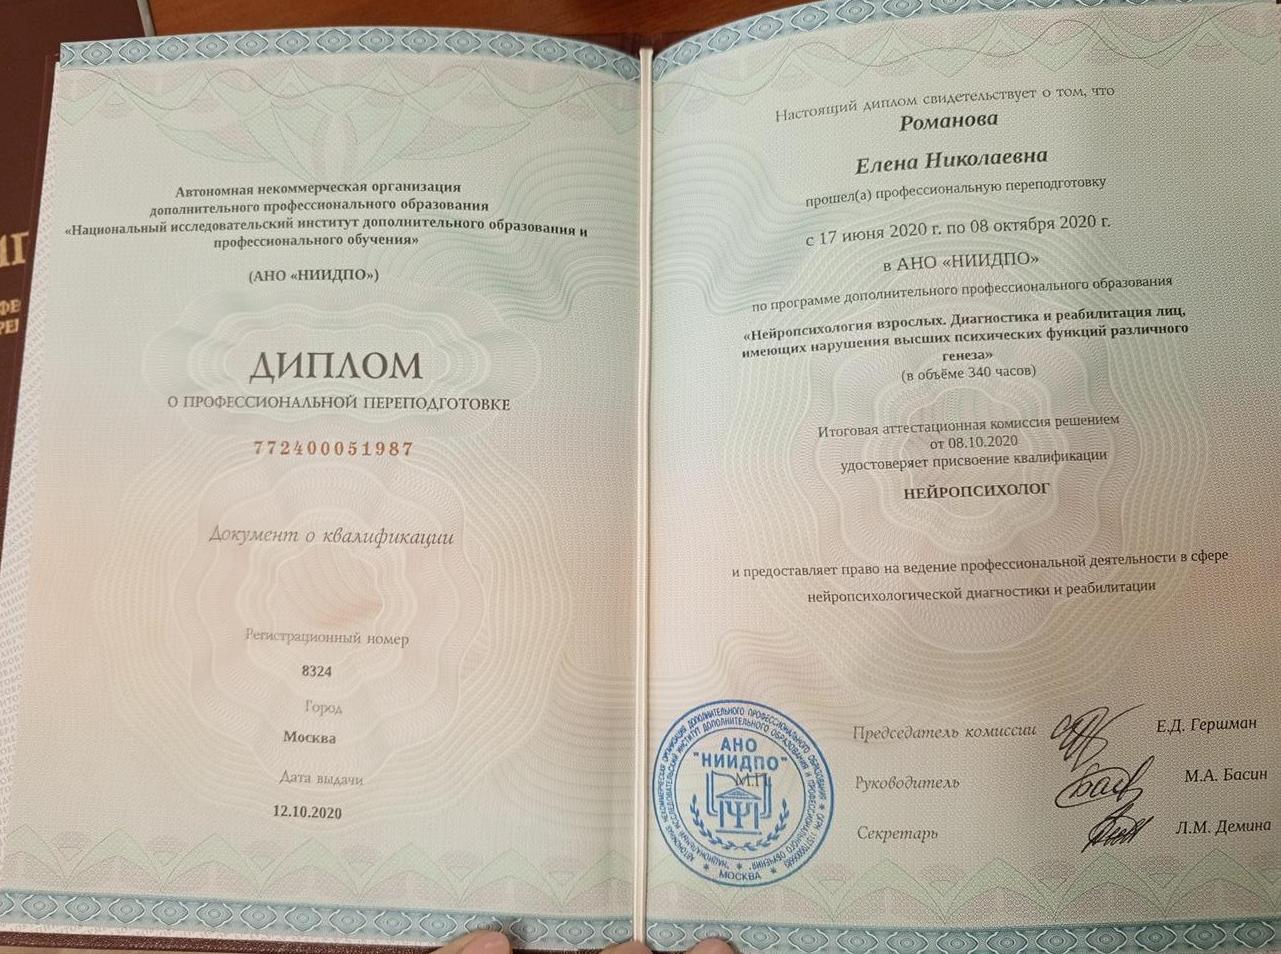 Автономная некоммерческая организация
дополнительного профессионального образования
«Национальный исследовательский институт дополнительного образования и
профессионального обучения»
(АНО «НИИДПО»)
ДИПЛОМ
О ПРОФЕССИОНАЛЬНОЙ ПЕРЕПОДГОТОВКЕ
772400051987
Документ о квалификации
Регистрационный номер
8324
Город
Москва
Дата выдачи
12.10.2020
Настоящий диплом свидетельствует о том, что
Романова
Елена Николаевна
прошел(а) профессиональную переподготовку
с 17 июня 2020 г. по 08 октября 2020 г.
в АНО «НИИДПО»
по программе дополнительного профессионального образования
«Нейропсихология взрослых. Диагностика и реабилитация лиц,
имеющих нарушения высших психических функций различного
генеза»
(в объёме 340 часов)
Итоговая аттестационная комиссия решением
от 08.10.2020
удостоверяет присвоение квалификации
НЕЙРОПСИХОЛОГ
и предоставляет право на ведение профессиональной деятельности в сфере
нейропсихологической диагностики и реабилитации
Председатель комиссии Е.Д. Гершман
Руководитель М.А. Басин
Секретарь Л.М. Демина
АНО
"НИИДПО"
М.П.
МОСКВА